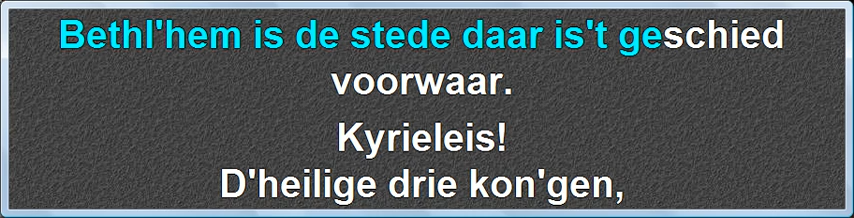 Bethl'hem is de stede daar is't geschied
voorwaar.
Kyrieleis!
D'heilige drie kon'gen,